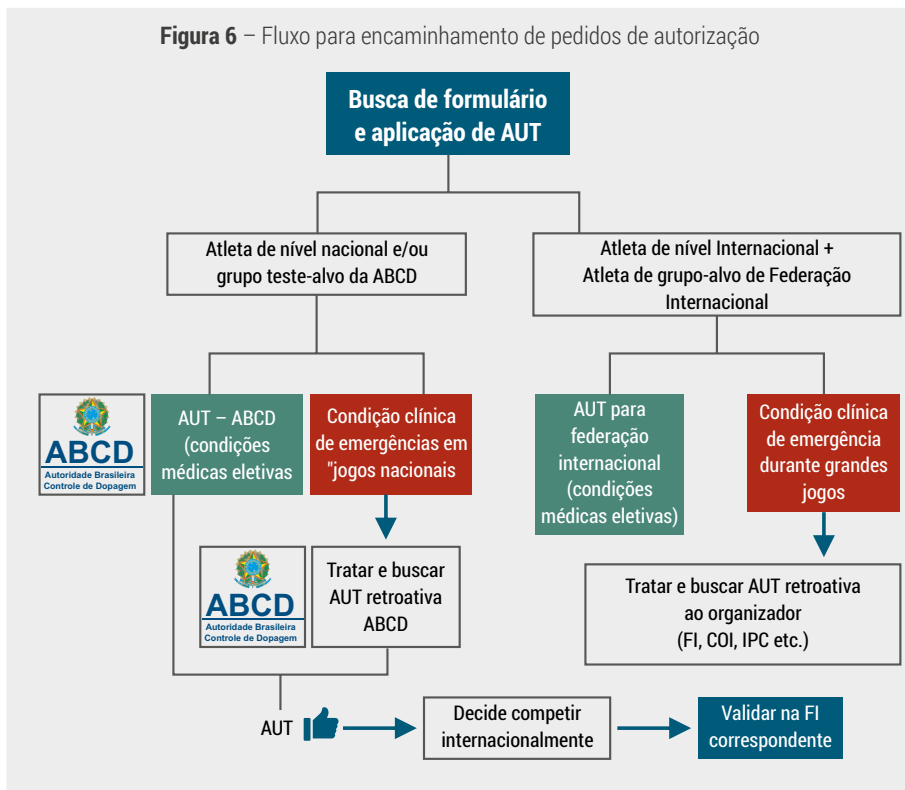 Figura 6 – Fluxo para encaminhamento de pedidos de autorização
Busca de formulário
e aplicação de AUT
Atleta de nível nacional e/ou
grupo teste-alvo da ABCD
Atleta de nível Internacional +
Atleta de grupo-alvo de Federação
Internacional
ABCD
Autoridade Brasileira
Controle de Dopagem
AUT – ABCD
(condições
médicas eletivas
Condição clínica
de emergências em
"jogos nacionais
AUT para
federação
internacional
(condições
médicas eletivas)
Condição clínica
de emergência
durante grandes
jogos
ABCD
Autoridade Brasileira
Controle de Dopagem
Tratar e buscar
AUT retroativa
ABCD
Tratar e buscar AUT retroativa
ao organizador
(FI, COI, IPC etc.)
AUT
Decide competir
internacionalmente
Validar na FI
correspondente